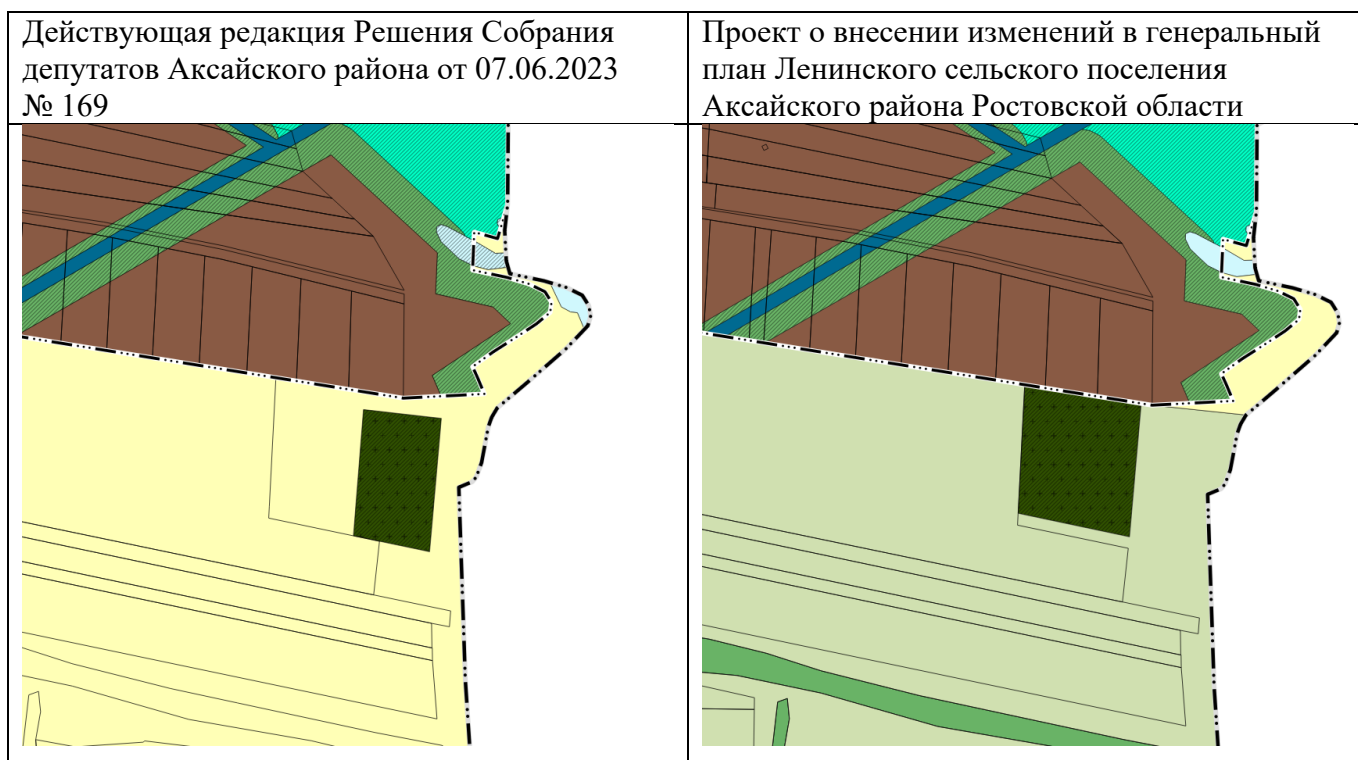 Действующая редакция Решения Собрания
депутатов Аксайского района от 07.06.2023
№ 169
Проект о внесении изменений в генеральный
план Ленинского сельского поселения
Аксайского района Ростовской области